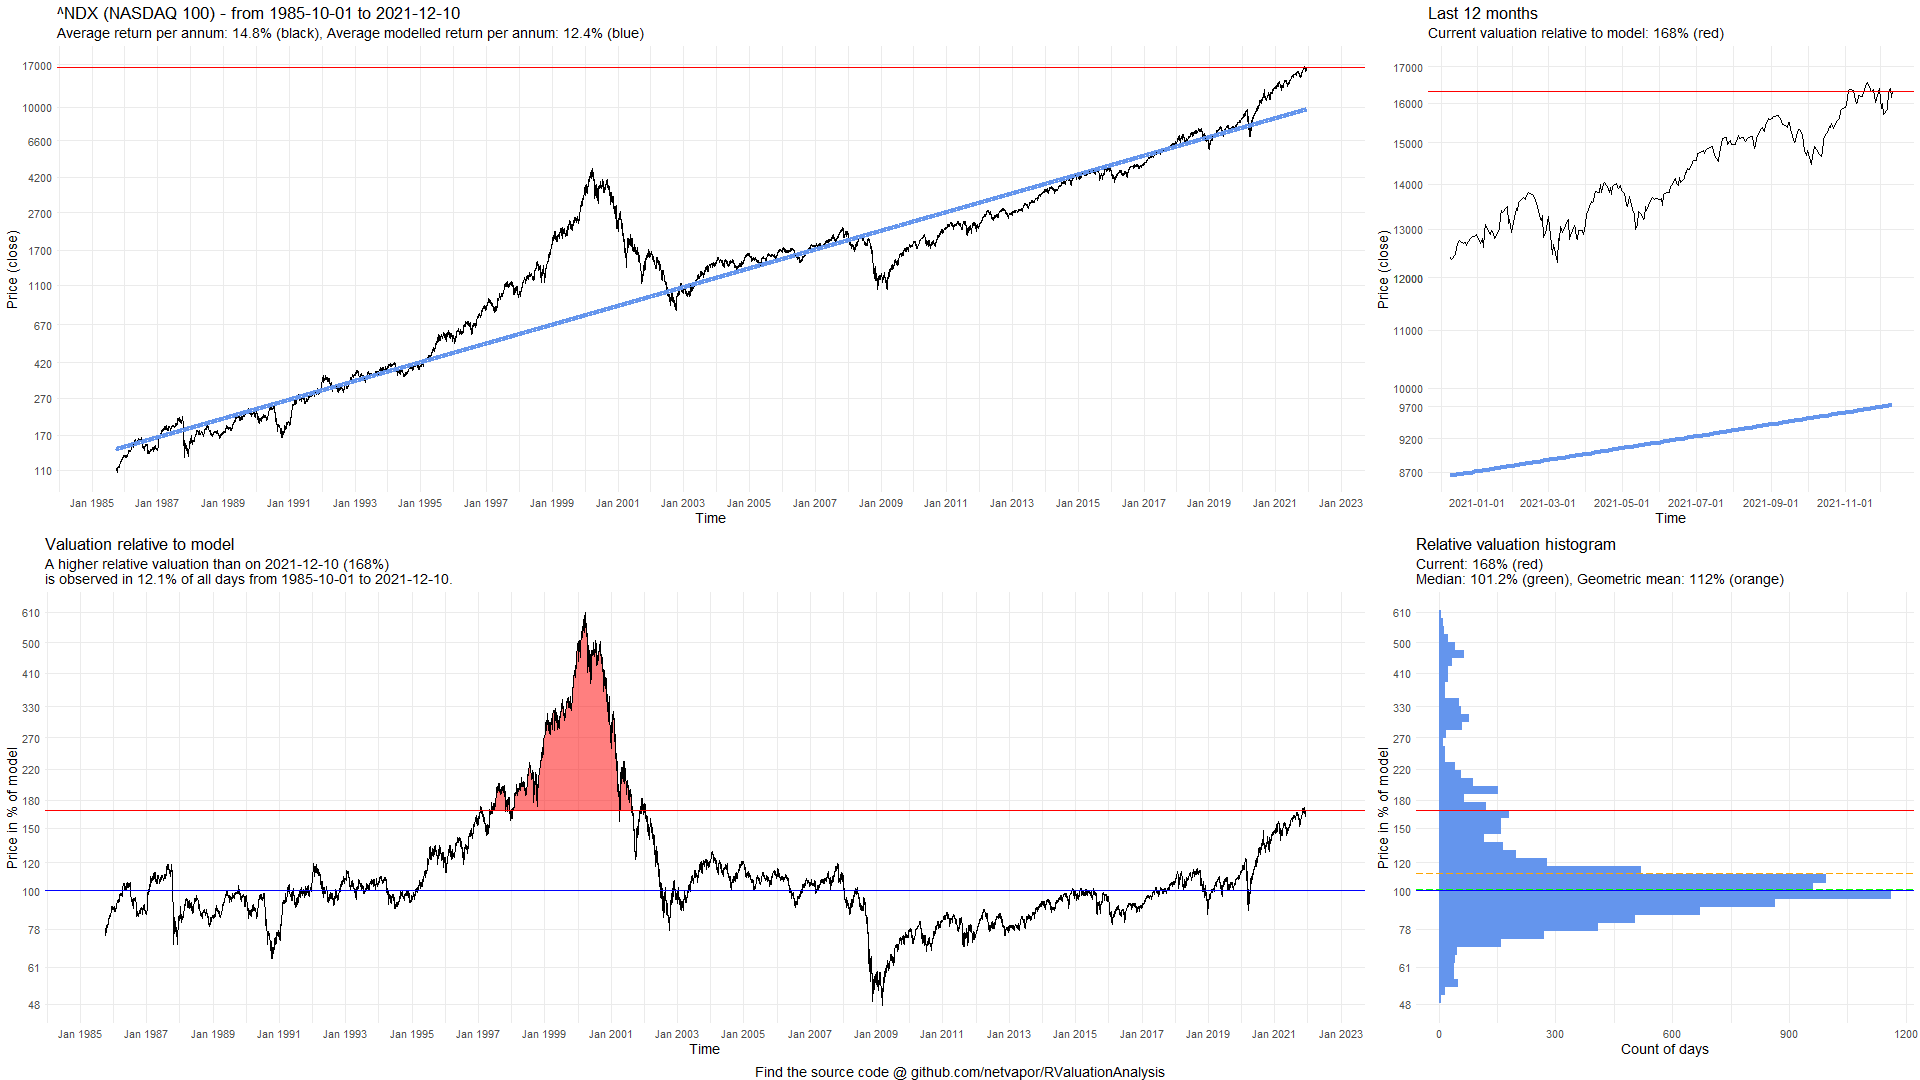 ^NDX (NASDAQ 100) - from 1985-10-01 to 2021-12-10
Average return per annum: 14.8% (black), Average modelled return per annum: 12.4% (blue)
Price (close)
17000
10000
6600
4200
2700
1700
1100
670
420
270
170
110
Jan 1985 Jan 1987 Jan 1989 Jan 1991 Jan 1993 Jan 1995 Jan 1997 Jan 1999 Jan 2001 Jan 2003 Jan 2005 Jan 2007 Jan 2009 Jan 2011 Jan 2013 Jan 2015 Jan 2017 Jan 2019 Jan 2021 Jan 2023
Time
Last 12 months
Current valuation relative to model: 168% (red)
Price (close)
17000
16000
15000
14000
13000
12000
11000
10000
9700
9200
8700
2021-01-01 2021-03-01 2021-05-01 2021-07-01 2021-09-01 2021-11-01
Time
Valuation relative to model
A higher relative valuation than on 2021-12-10 (168%)
is observed in 12.1% of all days from 1985-10-01 to 2021-12-10.
Price in % of model
610
500
410
330
270
220
180
150
120
100
78
61
48
Jan 1985 Jan 1987 Jan 1989 Jan 1991 Jan 1993 Jan 1995 Jan 1997 Jan 1999 Jan 2001 Jan 2003 Jan 2005 Jan 2007 Jan 2009 Jan 2011 Jan 2013 Jan 2015 Jan 2017 Jan 2019 Jan 2021 Jan 2023
Time
Relative valuation histogram
Current: 168% (red)
Median: 101.2% (green), Geometric mean: 112% (orange)
Price in % of model
610
500
410
330
270
220
180
150
120
100
78
61
48
0 300 600 900 1200
Count of days
Find the source code @ github.com/netvapor/RValuationAnalysis